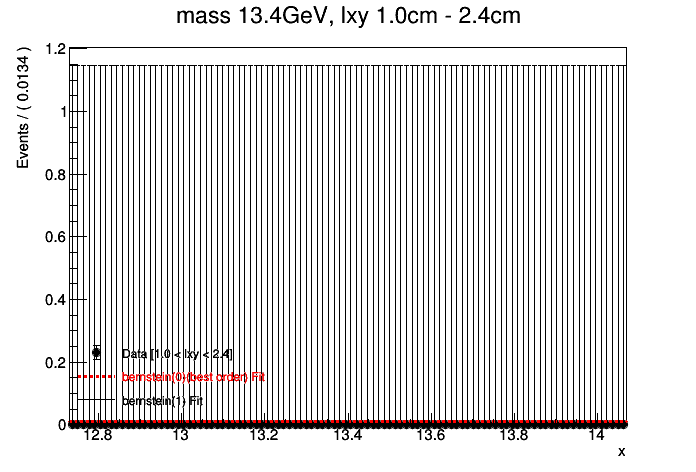 mass 13.4GeV, lxy 1.0cm - 2.4cm
Events / ( 0.0134 )
1.2
1
0.8
0.6
0.4
0.2
0
Data [1.0 < lxy < 2.4]
bernstein(0)(best order) Fit
bernstein(1) Fit
12.8 13 13.2 13.4 13.6 13.8 14
x